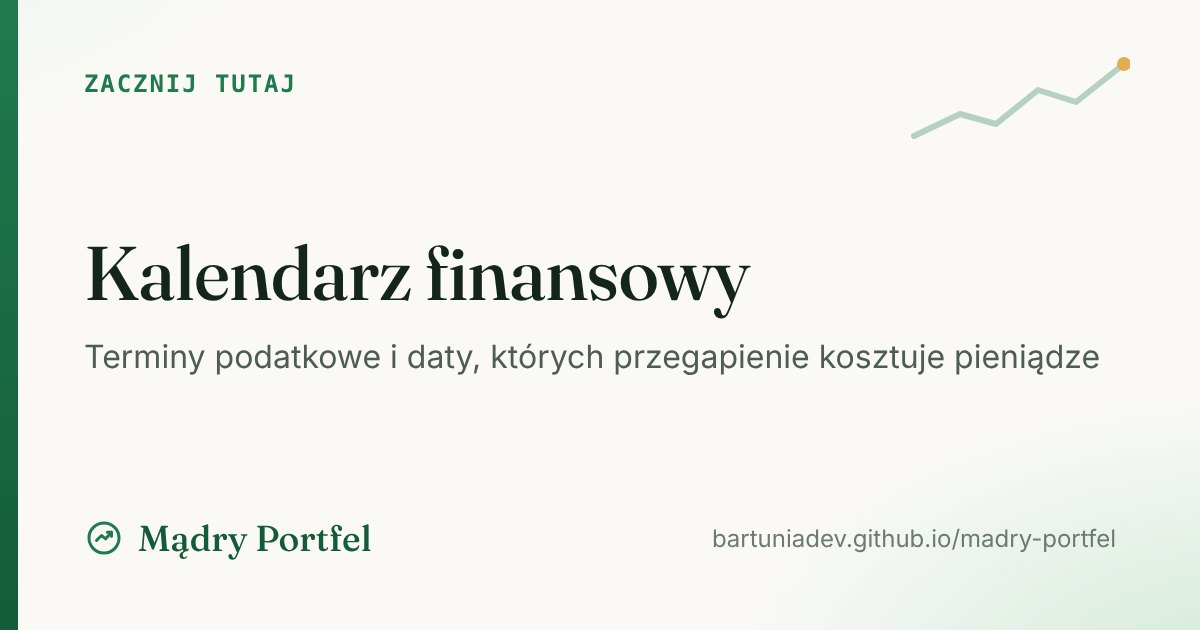 ZACZNIJ TUTAJ
Kalendarz finansowy
Terminy podatkowe i daty, których przegapienie kosztuje pieniądze
Mądry Portfel
bartuniadev.github.io/madry-portfel